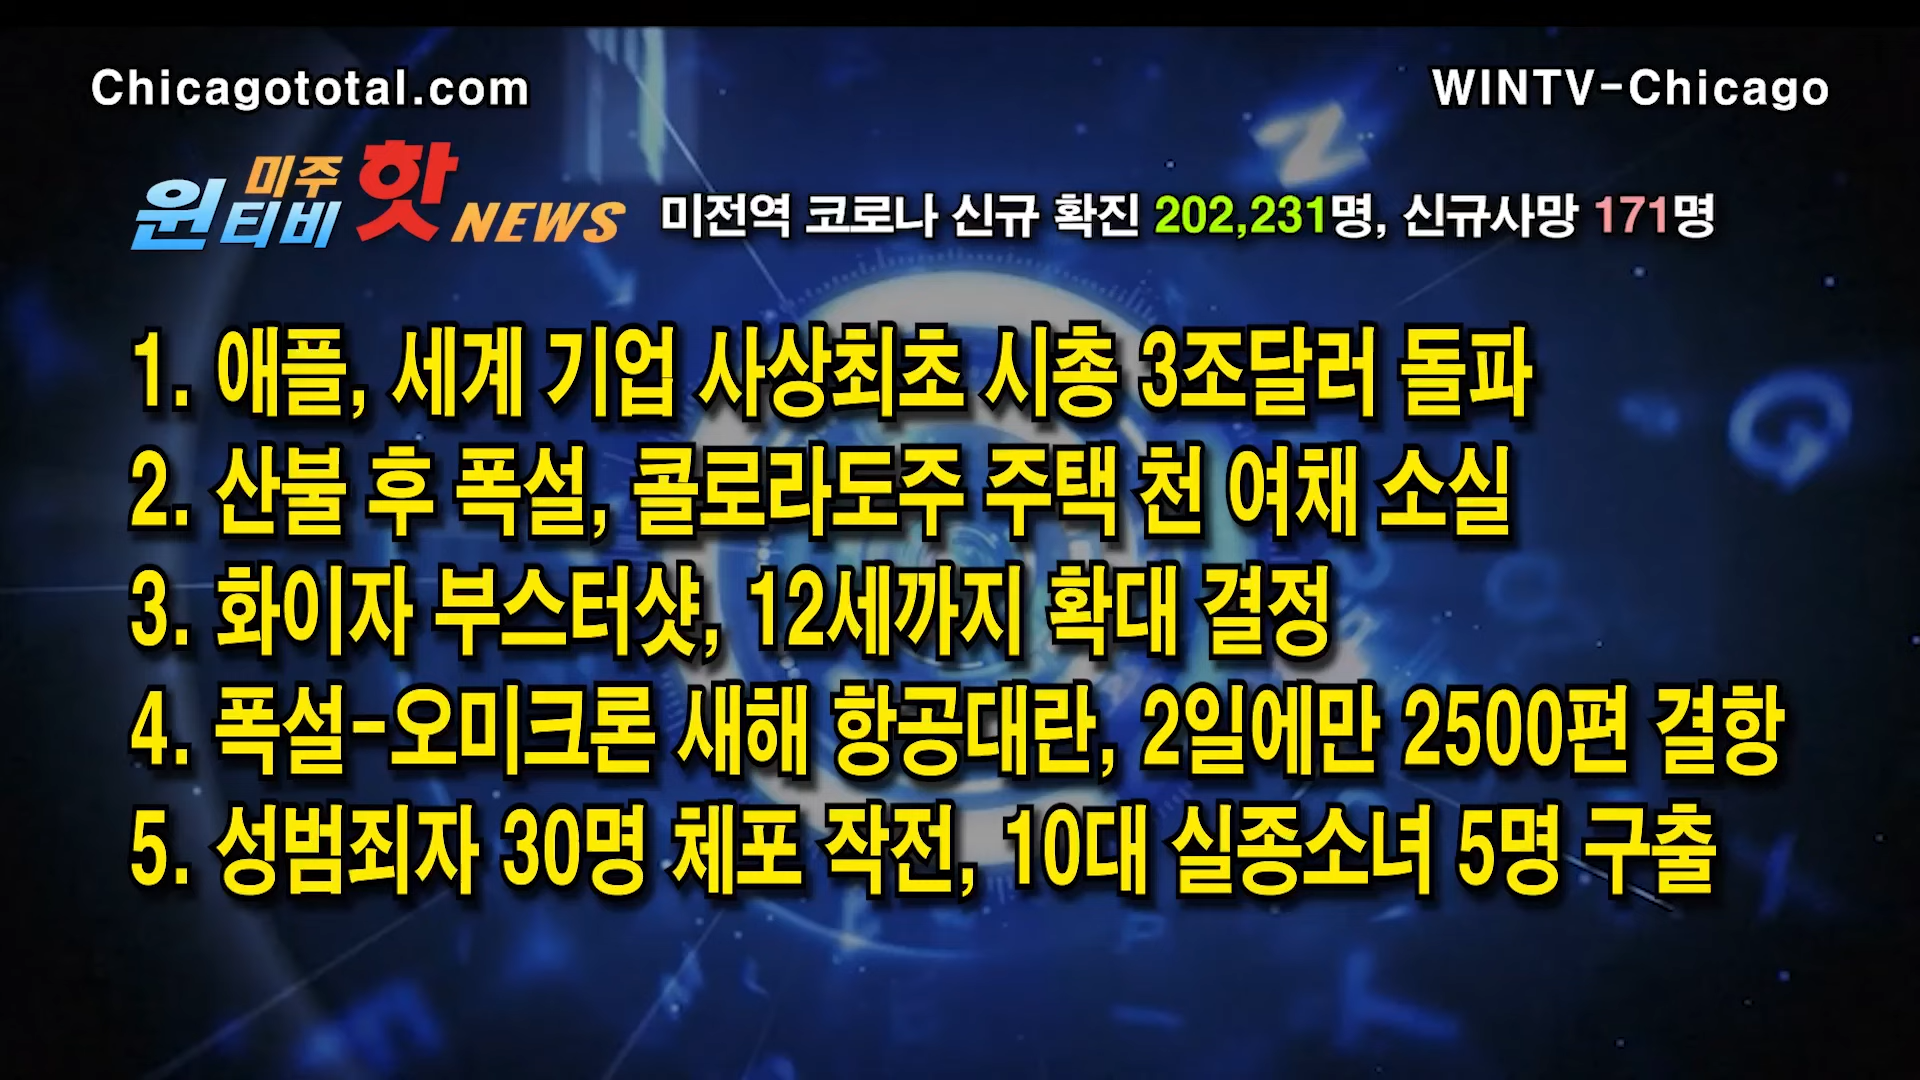 Chicagototal.com
WINTV-Chicago
원 미주 티비 핫 NEWS
미전역 코로나 신규 확진 202,231명, 신규사망 171명
1. 애플, 세계 기업 사상최초 시총 3조달러 돌파
2. 산불 후 폭설, 콜로라도주 주택 천 여채 소실
3. 화이자 부스터샷, 12세까지 확대 결정
4. 폭설-오미크론 새해 항공대란, 2일에만 2500편 결항
5. 성범죄자 30명 체포 작전, 10대 실종소녀 5명 구출